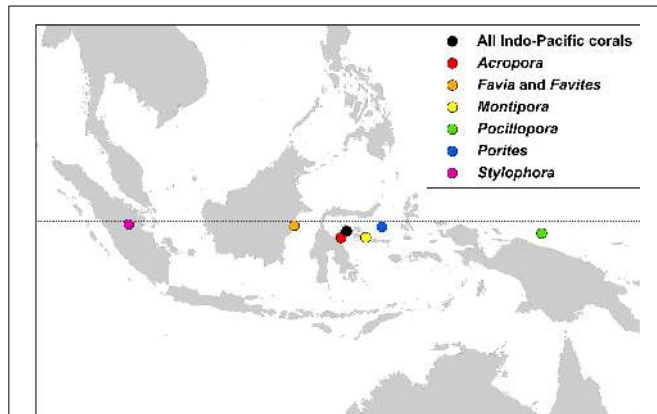 All Indo-Pacific corals
Acropora
Favia and Favites
Montipora
Pocillopora
Porites
Stylophora